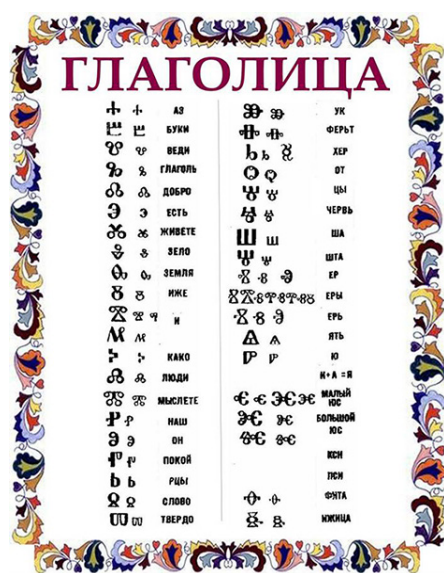 ГЛАГОЛИЦА
Ⰰ ⰰ АЗ
Ⰱ ⰱ БУКИ
Ⰲ ⰲ ВЕДИ
Ⰳ ⰳ ГЛАГОЛЬ
Ⰴ ⰴ ДОБРО
Ⰵ ⰵ ЕСТЬ
Ⰶ ⰶ ЖИВЕТЕ
Ⰷ ⰷ ЗЕЛО
Ⰸ ⰸ ЗЕМЛЯ
ИЖЕ
И
Ⰽ ⰽ КАКО
Ⰾ ⰾ ЛЮДИ
Ⰿ ⰿ МЫСЛЕТЕ
Ⱀ ⱀ НАШ
Ⱁ ⱁ ОН
Ⱂ ⱂ ПОКОЙ
Ⱃ ⱃ РЦЫ
Ⱄ ⱄ СЛОВО
Ⱅ ⱅ ТВЕРДО
Ⱆ ⱆ УК
Ⱇ ⱇ ФЕРЬТ
ХЕР
Ⱉ ⱉ ОТ
Ⱌ ⱌ ЦЫ
Ⱍ ⱍ ЧЕРВЬ
Ⱎ ⱎ ША
Ⱋ ⱋ ШТА
ЕР
ЕРЫ
ЕРЬ
Ⱑ ⱑ ЯТЬ
Ⱓ ⱓ Ю
И+А =Я
МАЛЫЙ
ЮС
БОЛЬШОЙ
ЮС
КСИ
ПСИ
Ⱚ ⱚ ФИТА
Ⱛ ⱛ ИЖИЦА